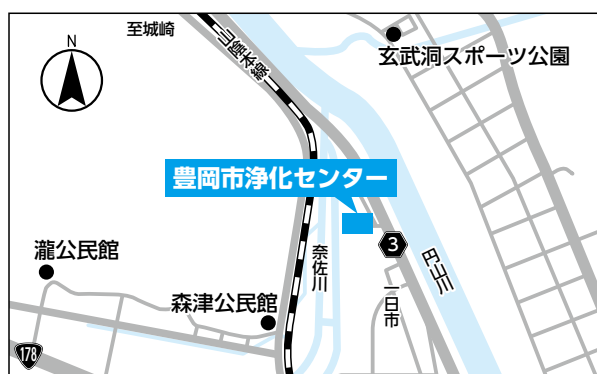 至城崎
N
山陰本線
玄武洞スポーツ公園
豊岡市浄化センター
瀧公民館
奈佐川
3
円山川
一日市
森津公民館
178